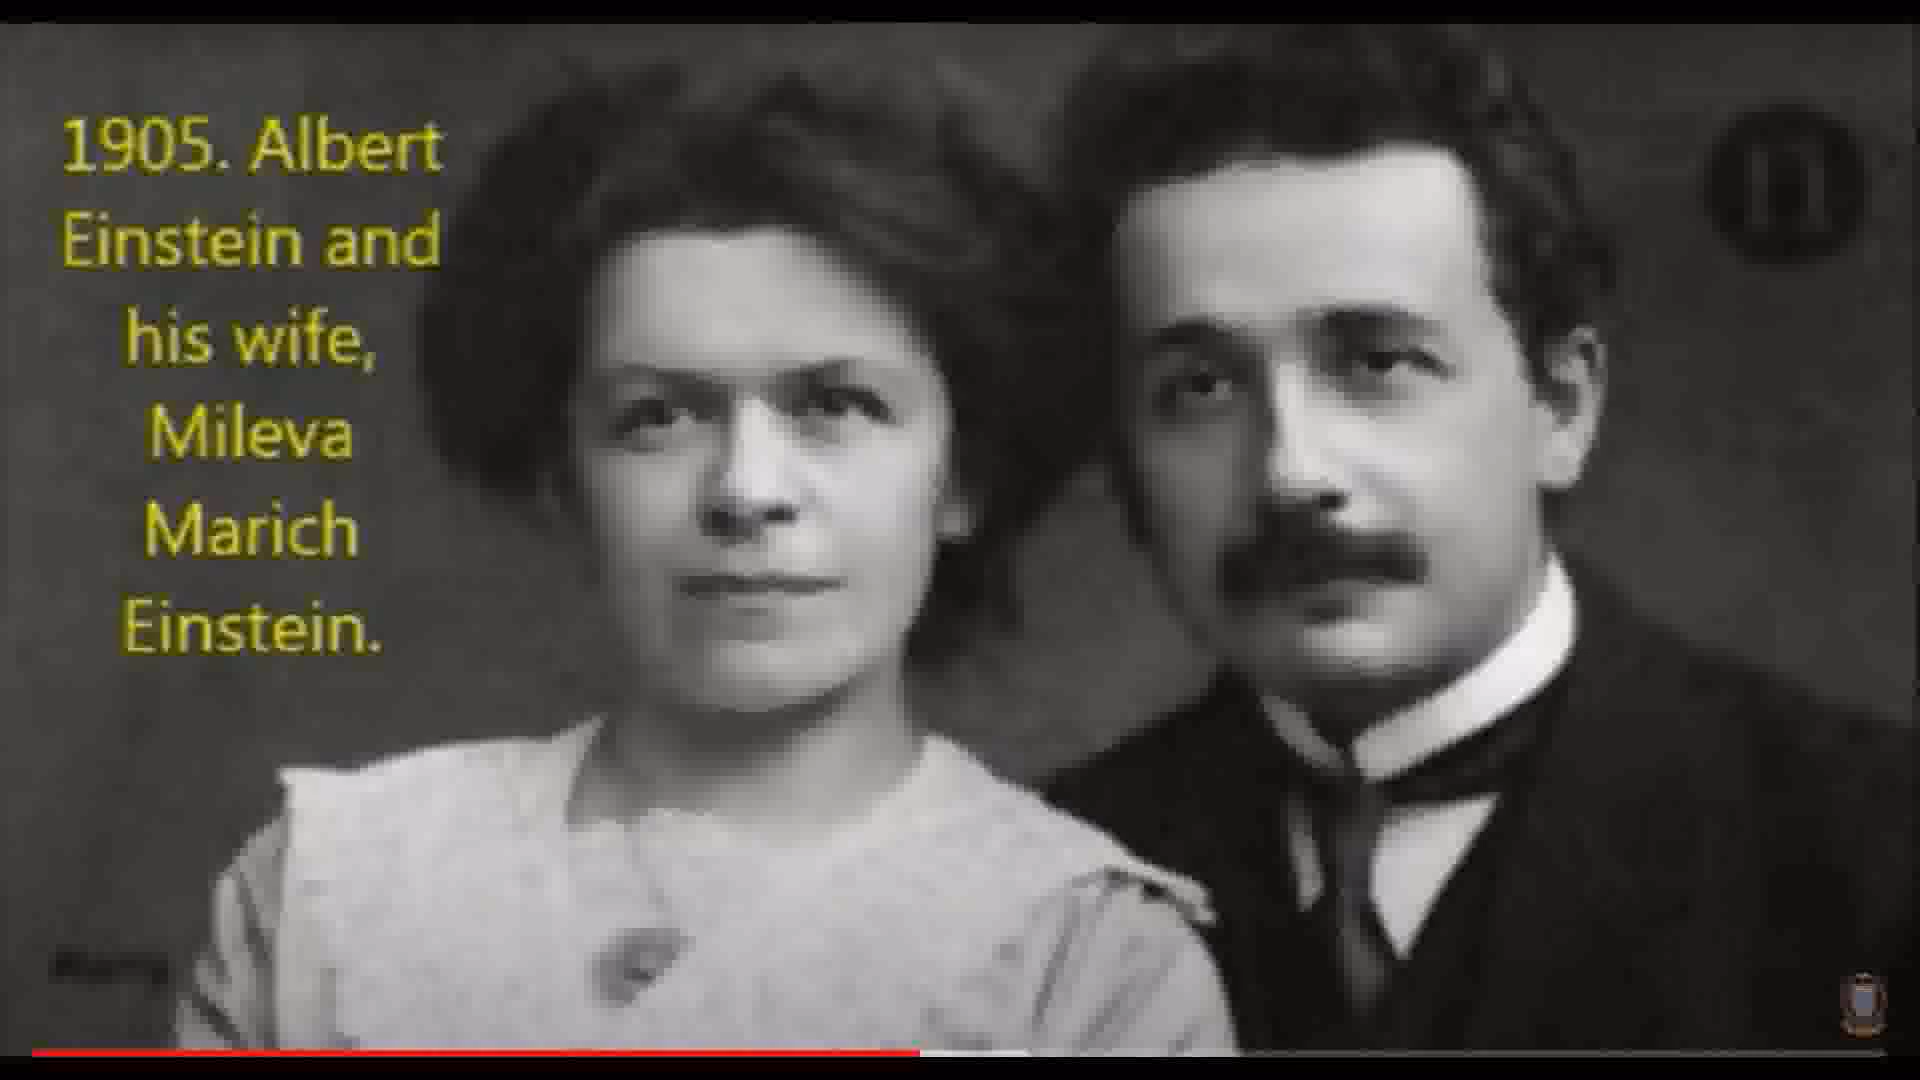 1905. Albert
Einstein and
his wife,
Mileva
Marich
Einstein.